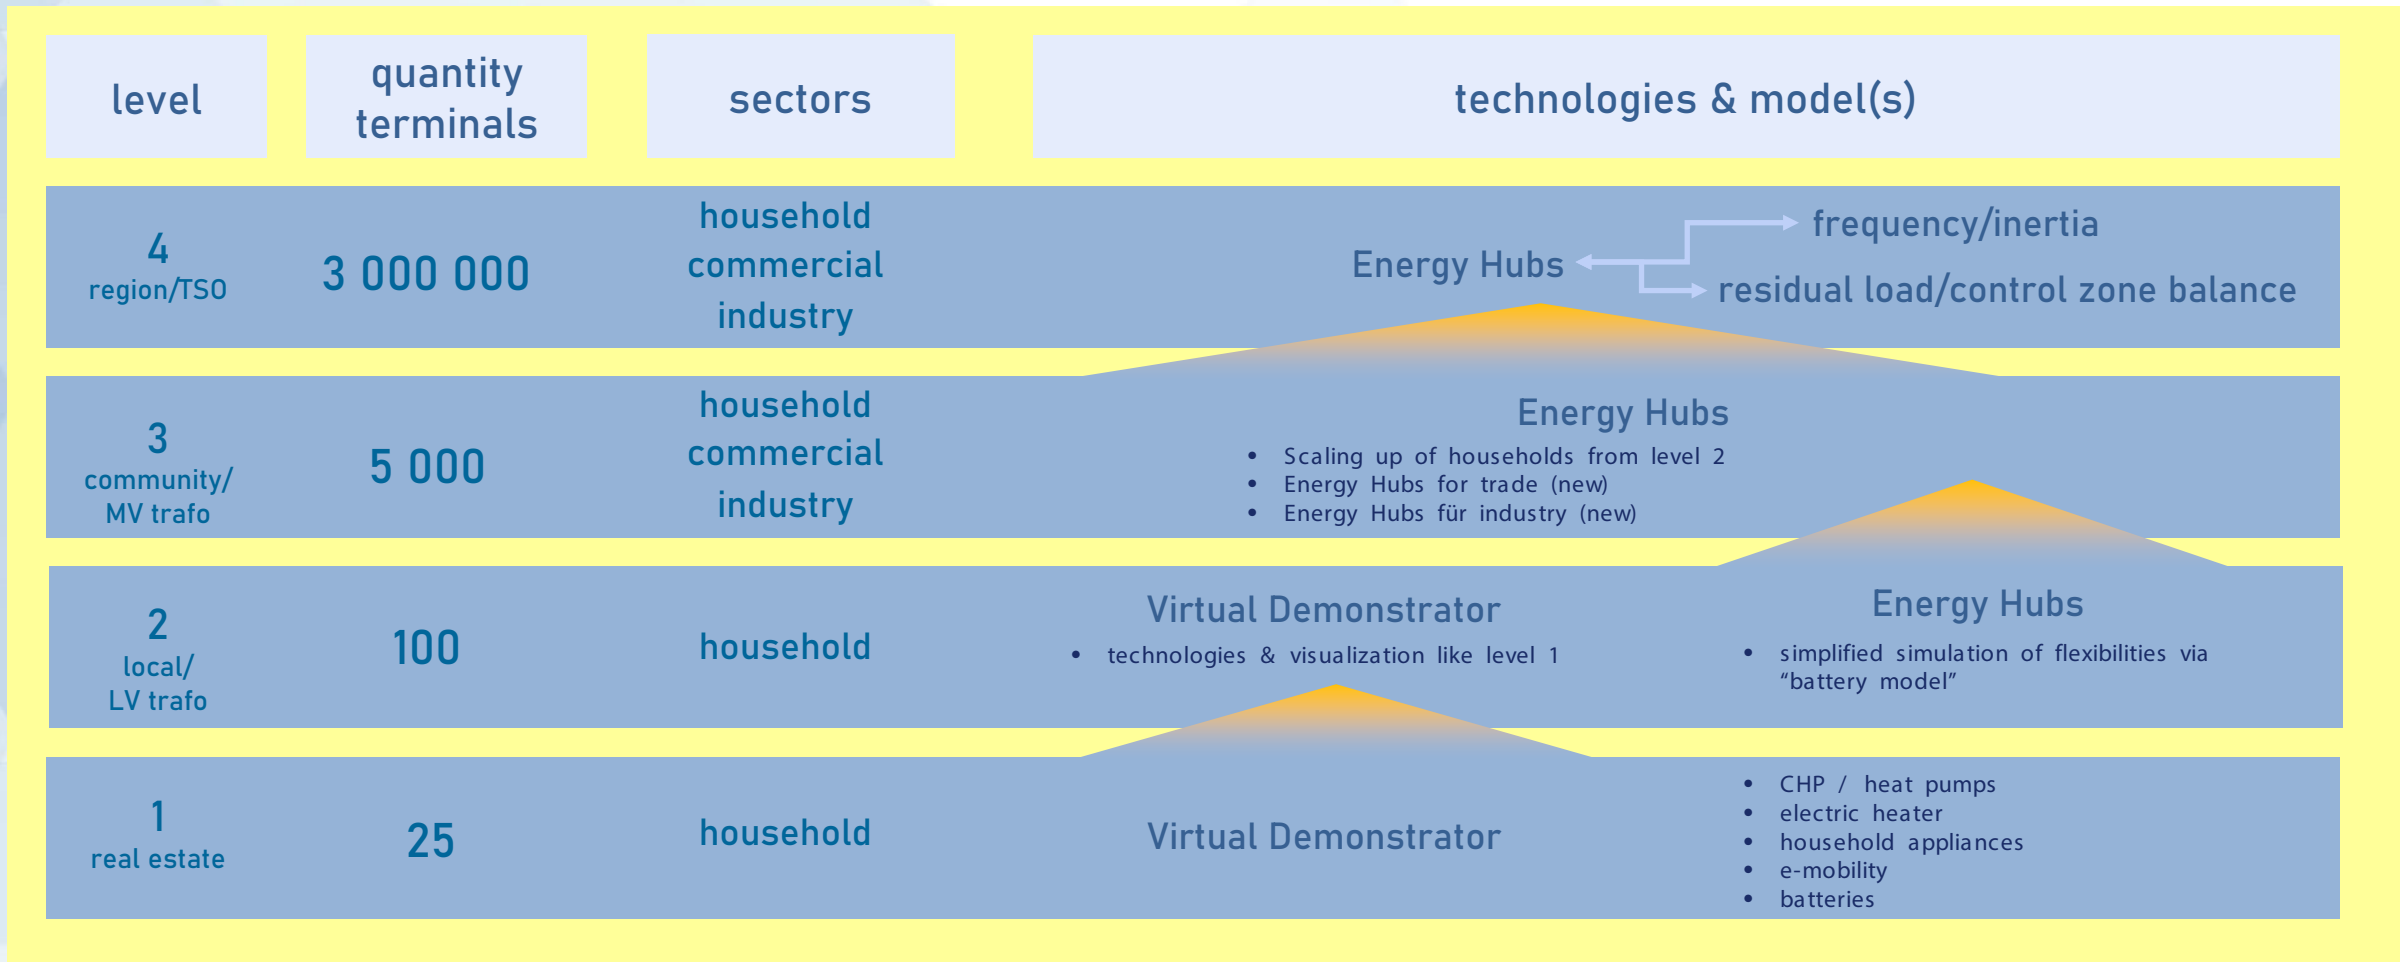 level
quantity
terminals
sectors
technologies & model(s)
4
region/TSO
3 000 000
household
commercial
industry
Energy Hubs
frequency/inertia
residual load/control zone balance
3
community/
MV trafo
5 000
household
commercial
industry
Energy Hubs
• Scaling up of households from level 2
• Energy Hubs for trade (new)
• Energy Hubs für industry (new)
2
local/
LV trafo
100
household
Virtual Demonstrator
• technologies & visualization like level 1
Energy Hubs
• simplified simulation of flexibilities via
“battery model”
1
real estate
25
household
Virtual Demonstrator
• CHP / heat pumps
• electric heater
• household appliances
• e-mobility
• batteries